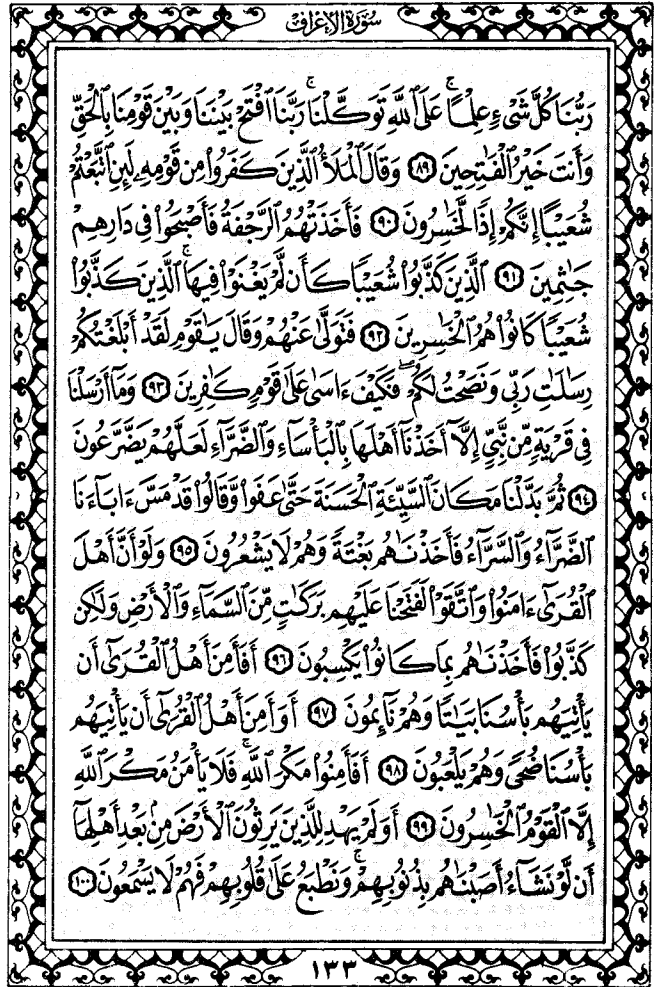 سُورَةُ الأَعْرَافِ
رَبُّنَا كُلَّ شَىْءٍ عِلْمًا ۚ عَلَى ٱللَّهِ تَوَكَّلْنَا ۚ رَبَّنَا ٱفْتَحْ بَيْنَنَا وَبَيْنَ قَوْمِنَا بِٱلْحَقِّ
وَأَنتَ خَيْرُ ٱلْفَٰتِحِينَ ٨٩ وَقَالَ ٱلْمَلَأُ ٱلَّذِينَ كَفَرُوا۟ مِن قَوْمِهِۦ لَئِنِ ٱتَّبَعْتُمْ
شُعَيْبًا إِنَّكُمْ إِذًا لَّخَٰسِرُونَ ٩٠ فَأَخَذَتْهُمُ ٱلرَّجْفَةُ فَأَصْبَحُوا۟ فِى دَارِهِمْ
جَٰثِمِينَ ٩١ ٱلَّذِينَ كَذَّبُوا۟ شُعَيْبًا كَأَن لَّمْ يَغْنَوْا۟ فِيهَا ۚ ٱلَّذِينَ كَذَّبُوا۟
شُعَيْبًا كَانُوا۟ هُمُ ٱلْخَٰسِرِينَ ٩٢ فَتَوَلَّىٰ عَنْهُمْ وَقَالَ يَٰقَوْمِ لَقَدْ أَبْلَغْتُكُمْ
رِسَٰلَٰتِ رَبِّى وَنَصَحْتُ لَكُمْ ۖ فَكَيْفَ ءَاسَىٰ عَلَىٰ قَوْمٍ كَٰفِرِينَ ٩٣ وَمَآ أَرْسَلْنَا
فِى قَرْيَةٍ مِّن نَّبِىٍّ إِلَّآ أَخَذْنَآ أَهْلَهَا بِٱلْبَأْسَآءِ وَٱلضَّرَّآءِ لَعَلَّهُمْ يَضَّرَّعُونَ
٩٤ ثُمَّ بَدَّلْنَا مَكَانَ ٱلسَّيِّئَةِ ٱلْحَسَنَةَ حَتَّىٰ عَفَوا۟ وَّقَالُوا۟ قَدْ مَسَّ ءَابَآءَنَا
ٱلضَّرَّآءُ وَٱلسَّرَّآءُ فَأَخَذْنَٰهُم بَغْتَةً وَهُمْ لَا يَشْعُرُونَ ٩٥ وَلَوْ أَنَّ أَهْلَ
ٱلْقُرَىٰٓ ءَامَنُوا۟ وَٱتَّقَوْا۟ لَفَتَحْنَا عَلَيْهِم بَرَكَٰتٍ مِّنَ ٱلسَّمَآءِ وَٱلْأَرْضِ وَلَٰكِن
كَذَّبُوا۟ فَأَخَذْنَٰهُم بِمَا كَانُوا۟ يَكْسِبُونَ ٩٦ أَفَأَمِنَ أَهْلُ ٱلْقُرَىٰٓ أَن
يَأْتِيَهُم بَأْسُنَا بَيَٰتًا وَهُمْ نَآئِمُونَ ٩٧ أَوَأَمِنَ أَهْلُ ٱلْقُرَىٰٓ أَن يَأْتِيَهُم
بَأْسُنَا ضُحًى وَهُمْ يَلْعَبُونَ ٩٨ أَفَأَمِنُوا۟ مَكْرَ ٱللَّهِ ۚ فَلَا يَأْمَنُ مَكْرَ ٱللَّهِ
إِلَّا ٱلْقَوْمُ ٱلْخَٰسِرُونَ ٩٩ أَوَلَمْ يَهْدِ لِلَّذِينَ يَرِثُونَ ٱلْأَرْضَ مِنۢ بَعْدِ أَهْلِهَآ
أَن لَّوْ نَشَآءُ أَصَبْنَٰهُم بِذُنُوبِهِمْ ۚ وَنَطْبَعُ عَلَىٰ قُلُوبِهِمْ فَهُمْ لَا يَسْمَعُونَ ١٠٠
١٣٣